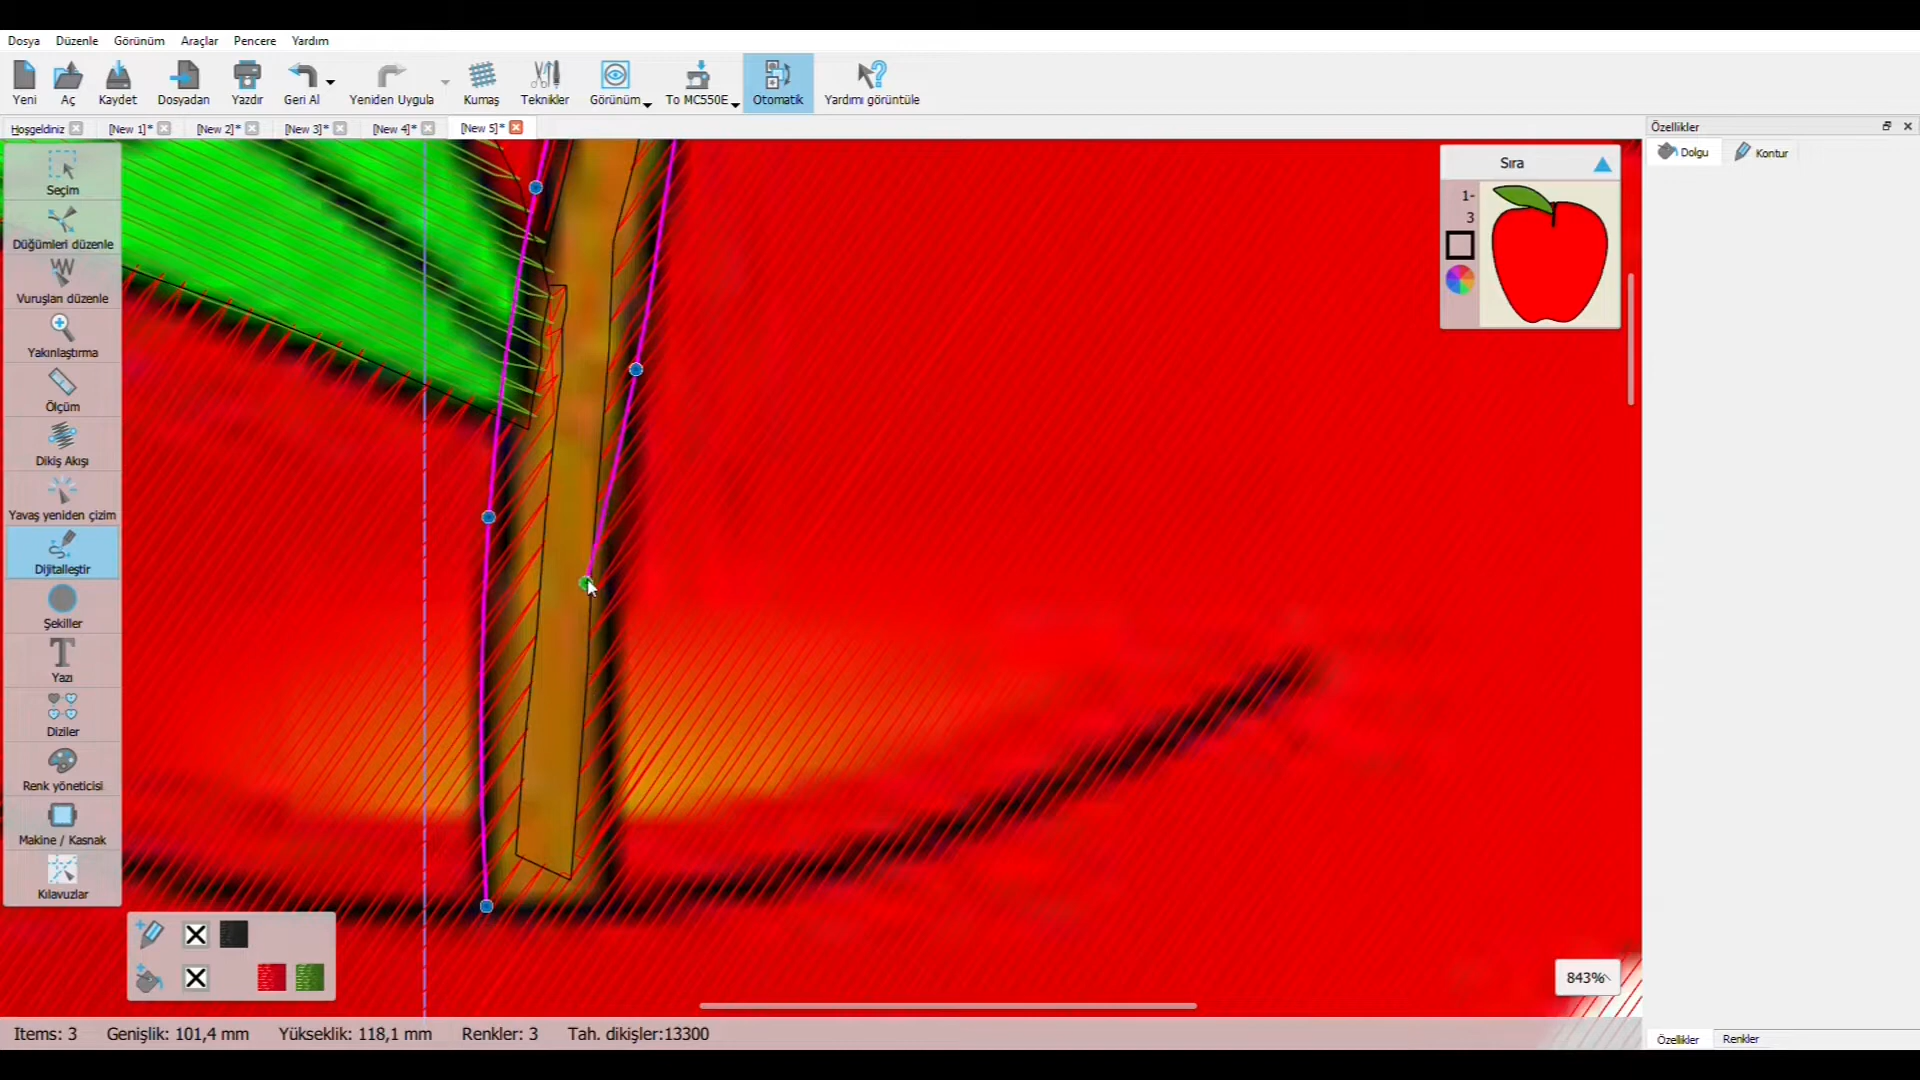 Dosya Düzenle Görünüm Araçlar Pencere Yardım
Yeni Aç Kaydet Dosyadan Yazdır Geri Al Yeniden Uygula Kumaş Teknikler Görünüm To MC550E Otomatik Yardımı görüntüle
Hoşgeldiniz [New 1]* [New 2]* [New 3]* [New 4]* [New 5]*
Özellikler
Dolgu Kontur
Seçim
Düğümleri düzenle
Vuruşları düzenle
Yakınlaştırma
Ölçüm
Dikiş Akışı
Yavaş yeniden çizim
Dijitalleştir
Şekiller
Yazı
Diziler
Renk yöneticisi
Makine / Kasnak
Kılavuzlar
Sıra
1-
3
843%
Items: 3 Genişlik: 101,4 mm Yükseklik: 118,1 mm Renkler: 3 Tah. dikişler:13300
Özellikler Renkler